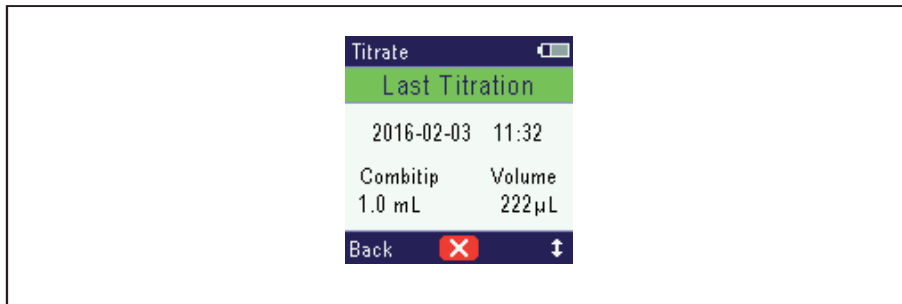 Titrate
Last Titration
2016-02-03 11:32
Combitip Volume
1.0 mL 222µL
Back